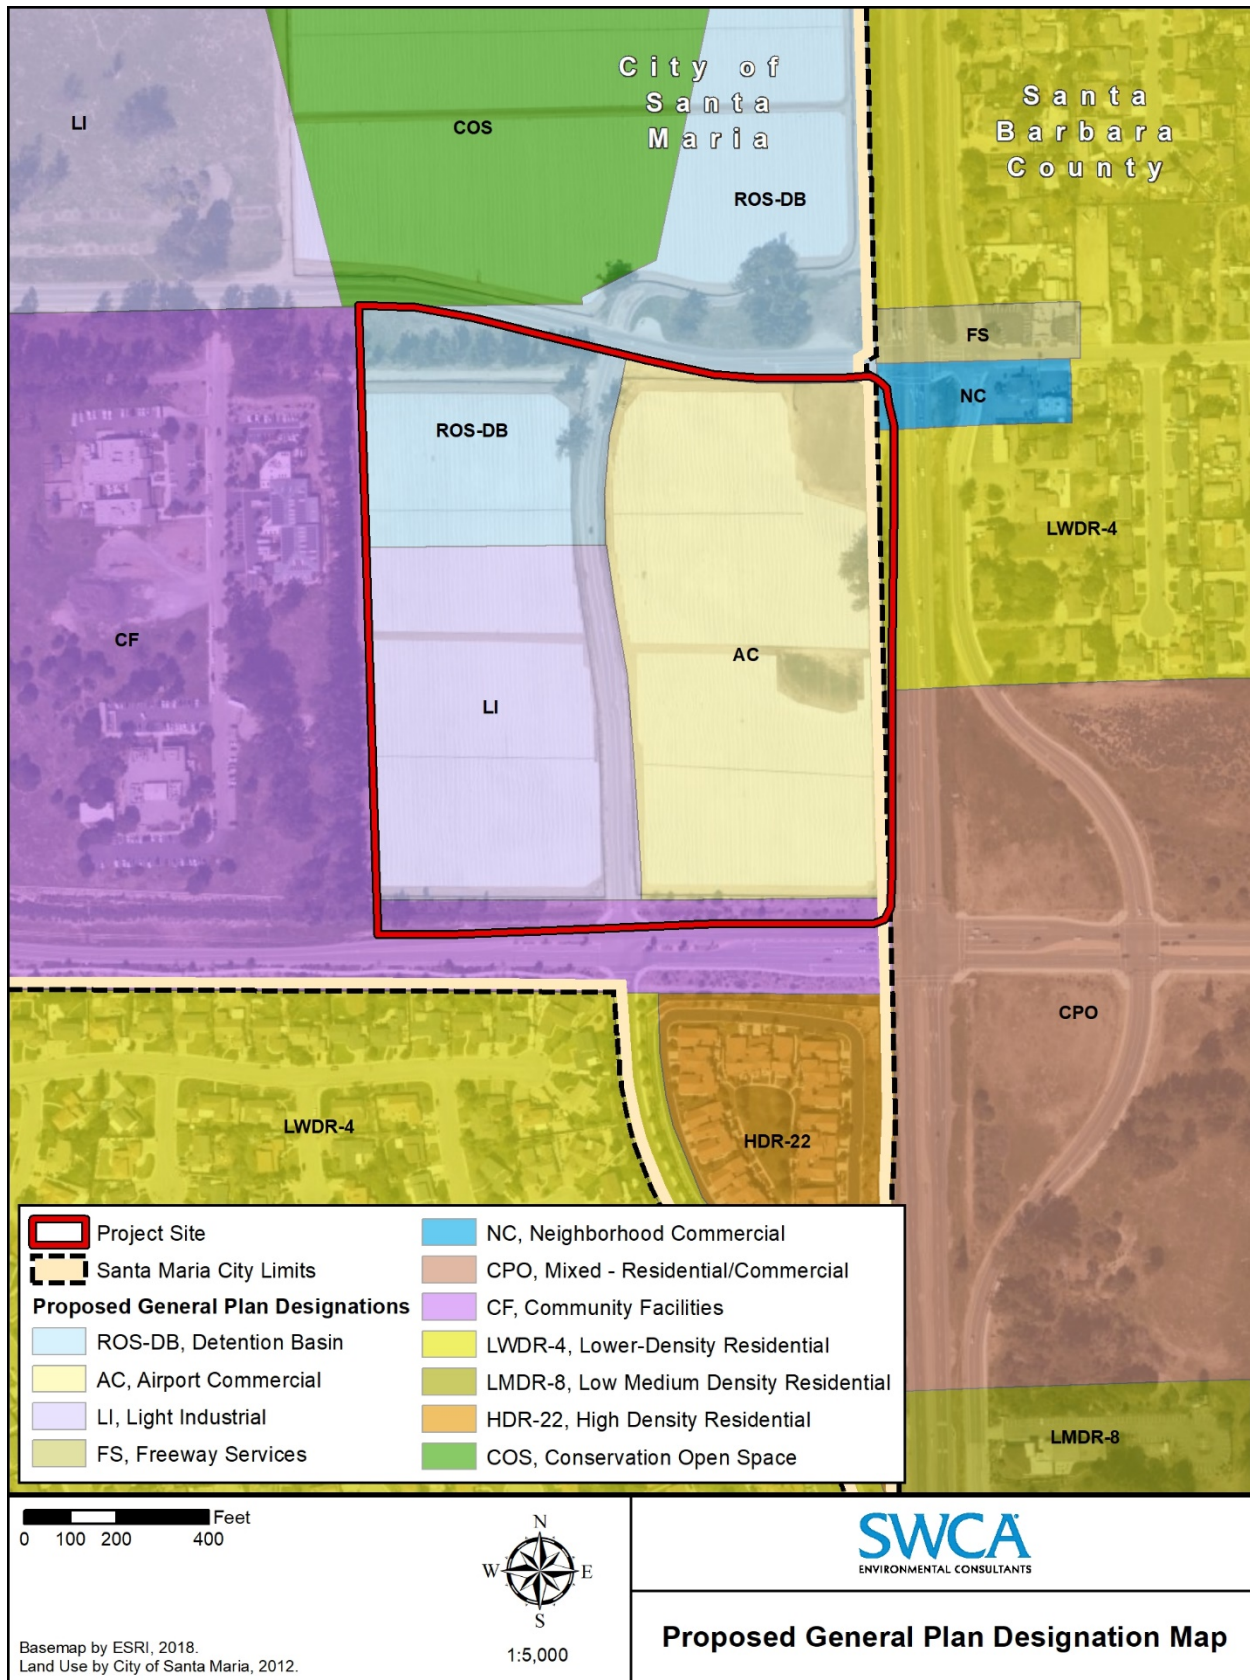 City of
Santa
Maria
Santa
Barbara
County
LI
COS
ROS-DB
FS
NC
ROS-DB
LWDR-4
CF
AC
LI
CPO
LWDR-4
HDR-22
LMDR-8
Project Site
Santa Maria City Limits
Proposed General Plan Designations
ROS-DB, Detention Basin
AC, Airport Commercial
LI, Light Industrial
FS, Freeway Services
NC, Neighborhood Commercial
CPO, Mixed - Residential/Commercial
CF, Community Facilities
LWDR-4, Lower-Density Residential
LMDR-8, Low Medium Density Residential
HDR-22, High Density Residential
COS, Conservation Open Space
Feet
0 100 200 400
N
W E
S
1:5,000
Basemap by ESRI, 2018.
Land Use by City of Santa Maria, 2012.
SWCA
ENVIRONMENTAL CONSULTANTS
Proposed General Plan Designation Map